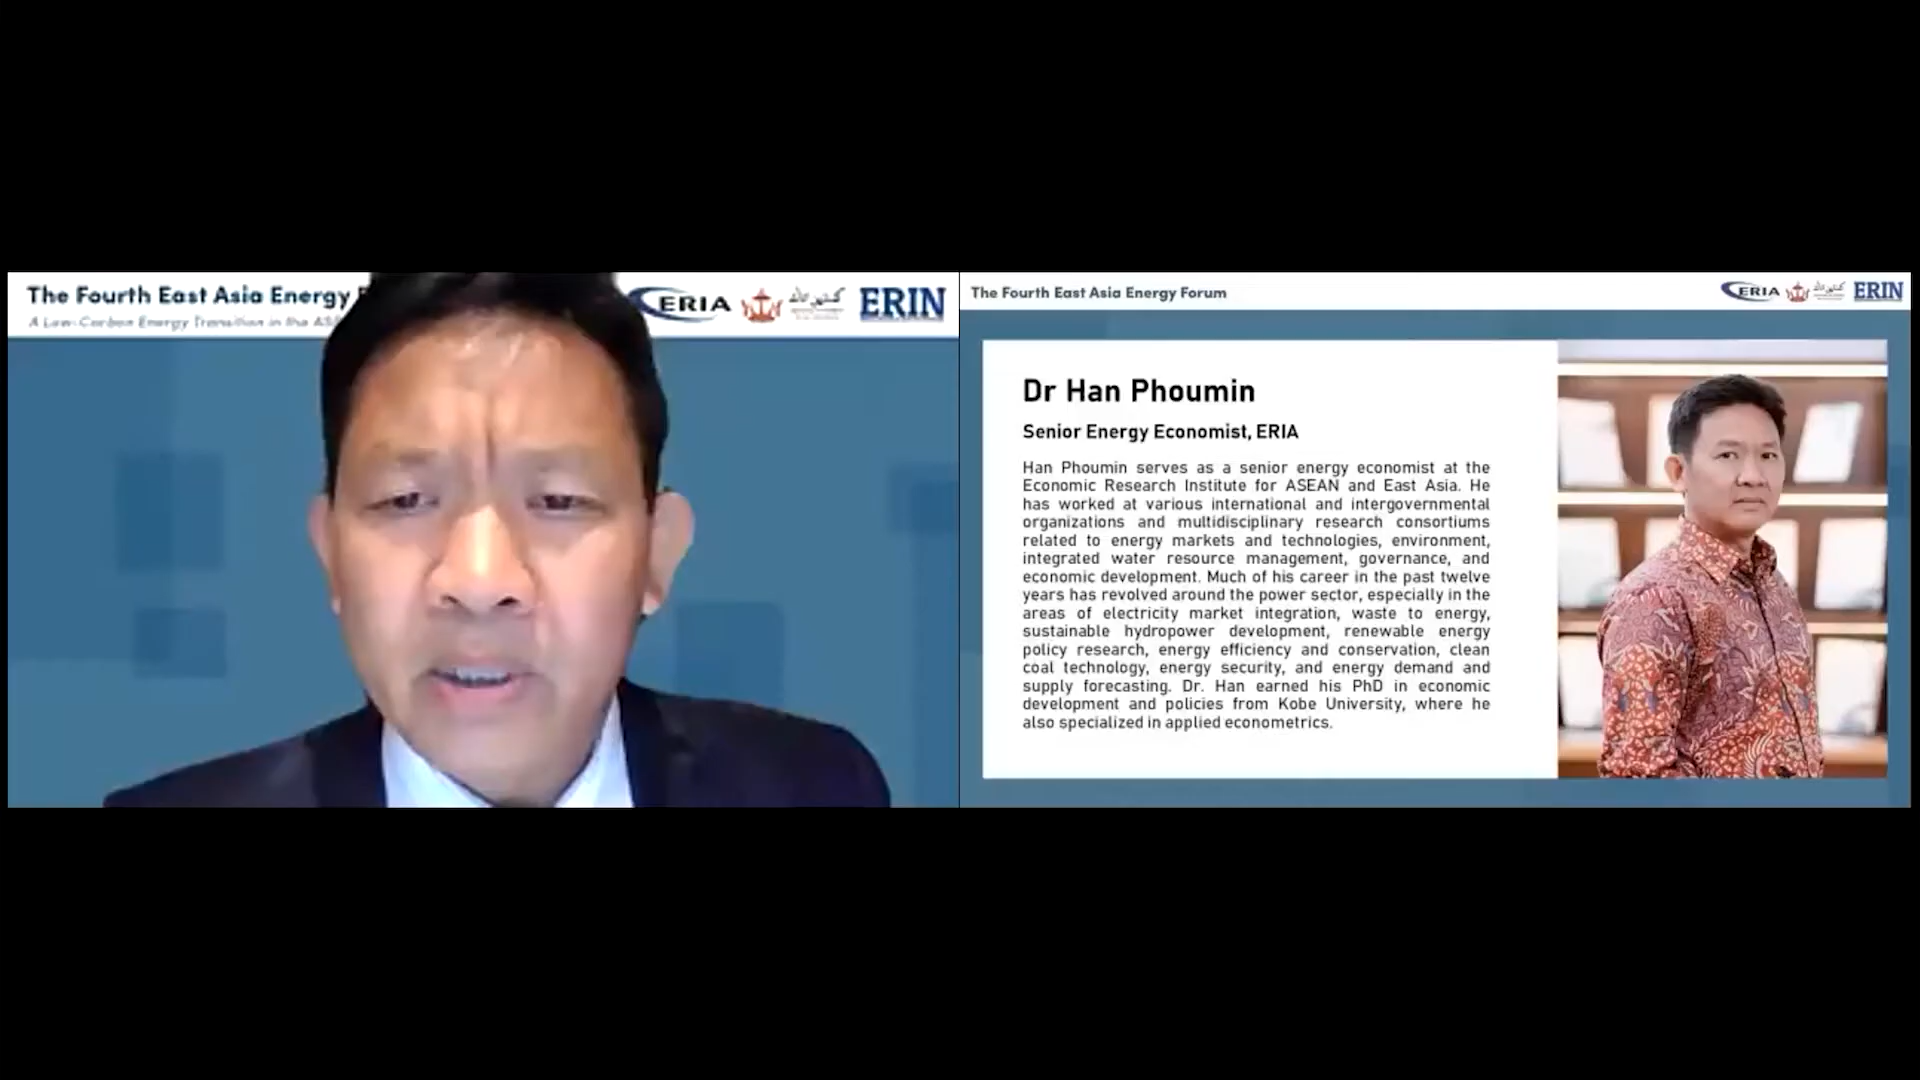 The Fourth East Asia Energy
A Low-Carbon Energy Transition in the
ERIA
ERIN
The Fourth East Asia Energy Forum
ERIA
ERIN
Dr Han Phoumin
Senior Energy Economist, ERIA
Han Phoumin serves as a senior energy economist at the
Economic Research Institute for ASEAN and East Asia. He
has worked at various international and intergovernmental
organizations and multidisciplinary research consortiums
related to energy markets and technologies, environment,
integrated water resource management, governance, and
economic development. Much of his career in the past twelve
years has revolved around the power sector, especially in the
areas of electricity market integration, waste to energy,
sustainable hydropower development, renewable energy
policy research, energy efficiency and conservation, clean
coal technology, energy security, and energy demand and
supply forecasting. Dr. Han earned his PhD in economic
development and policies from Kobe University, where he
also specialized in applied econometrics.